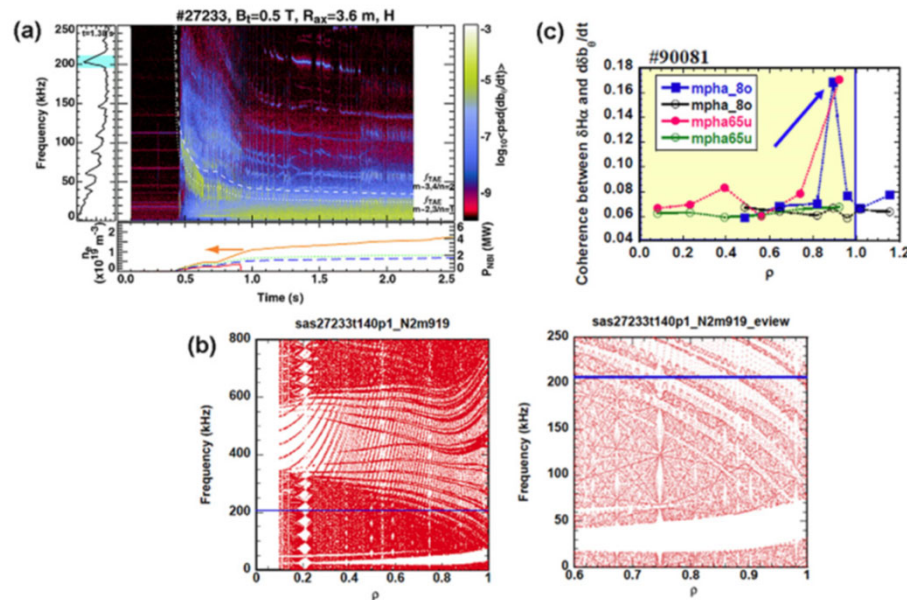 (a)
#27233, Bt=0.5 T, Rax=3.6 m, H
t=1.38 s
Frequency (kHz)
250
200
150
100
50
0
-3
-5
-7
-9
log10<psd(dbθ/dt)>
fTAE
m~3,4/n=2
fTAE
m~2,3/n=1
ne
(x10^19 m-3)
2
1
0
6
4
2
0
PNBI (MW)
0.0 0.5 1.0 1.5 2.0
Time (s)
(c)
#90081
Coherence between δHα and dδbθ/dt
0.18
0.16
0.14
0.12
0.10
0.08
0.06
0.04
mpha_8o
mpha_8o
mpha65u
mpha65u
0 0.2 0.4 0.6 0.8 1 1.2
ρ
(b)
sas27233t140p1_N2m919
Frequency (kHz)
800
600
400
200
0
0 0.2 0.4 0.6 0.8 1
ρ
sas27233t140p1_N2m919_eview
Frequency (kHz)
250
200
150
100
50
0
0.6 0.7 0.8 0.9 1
ρ